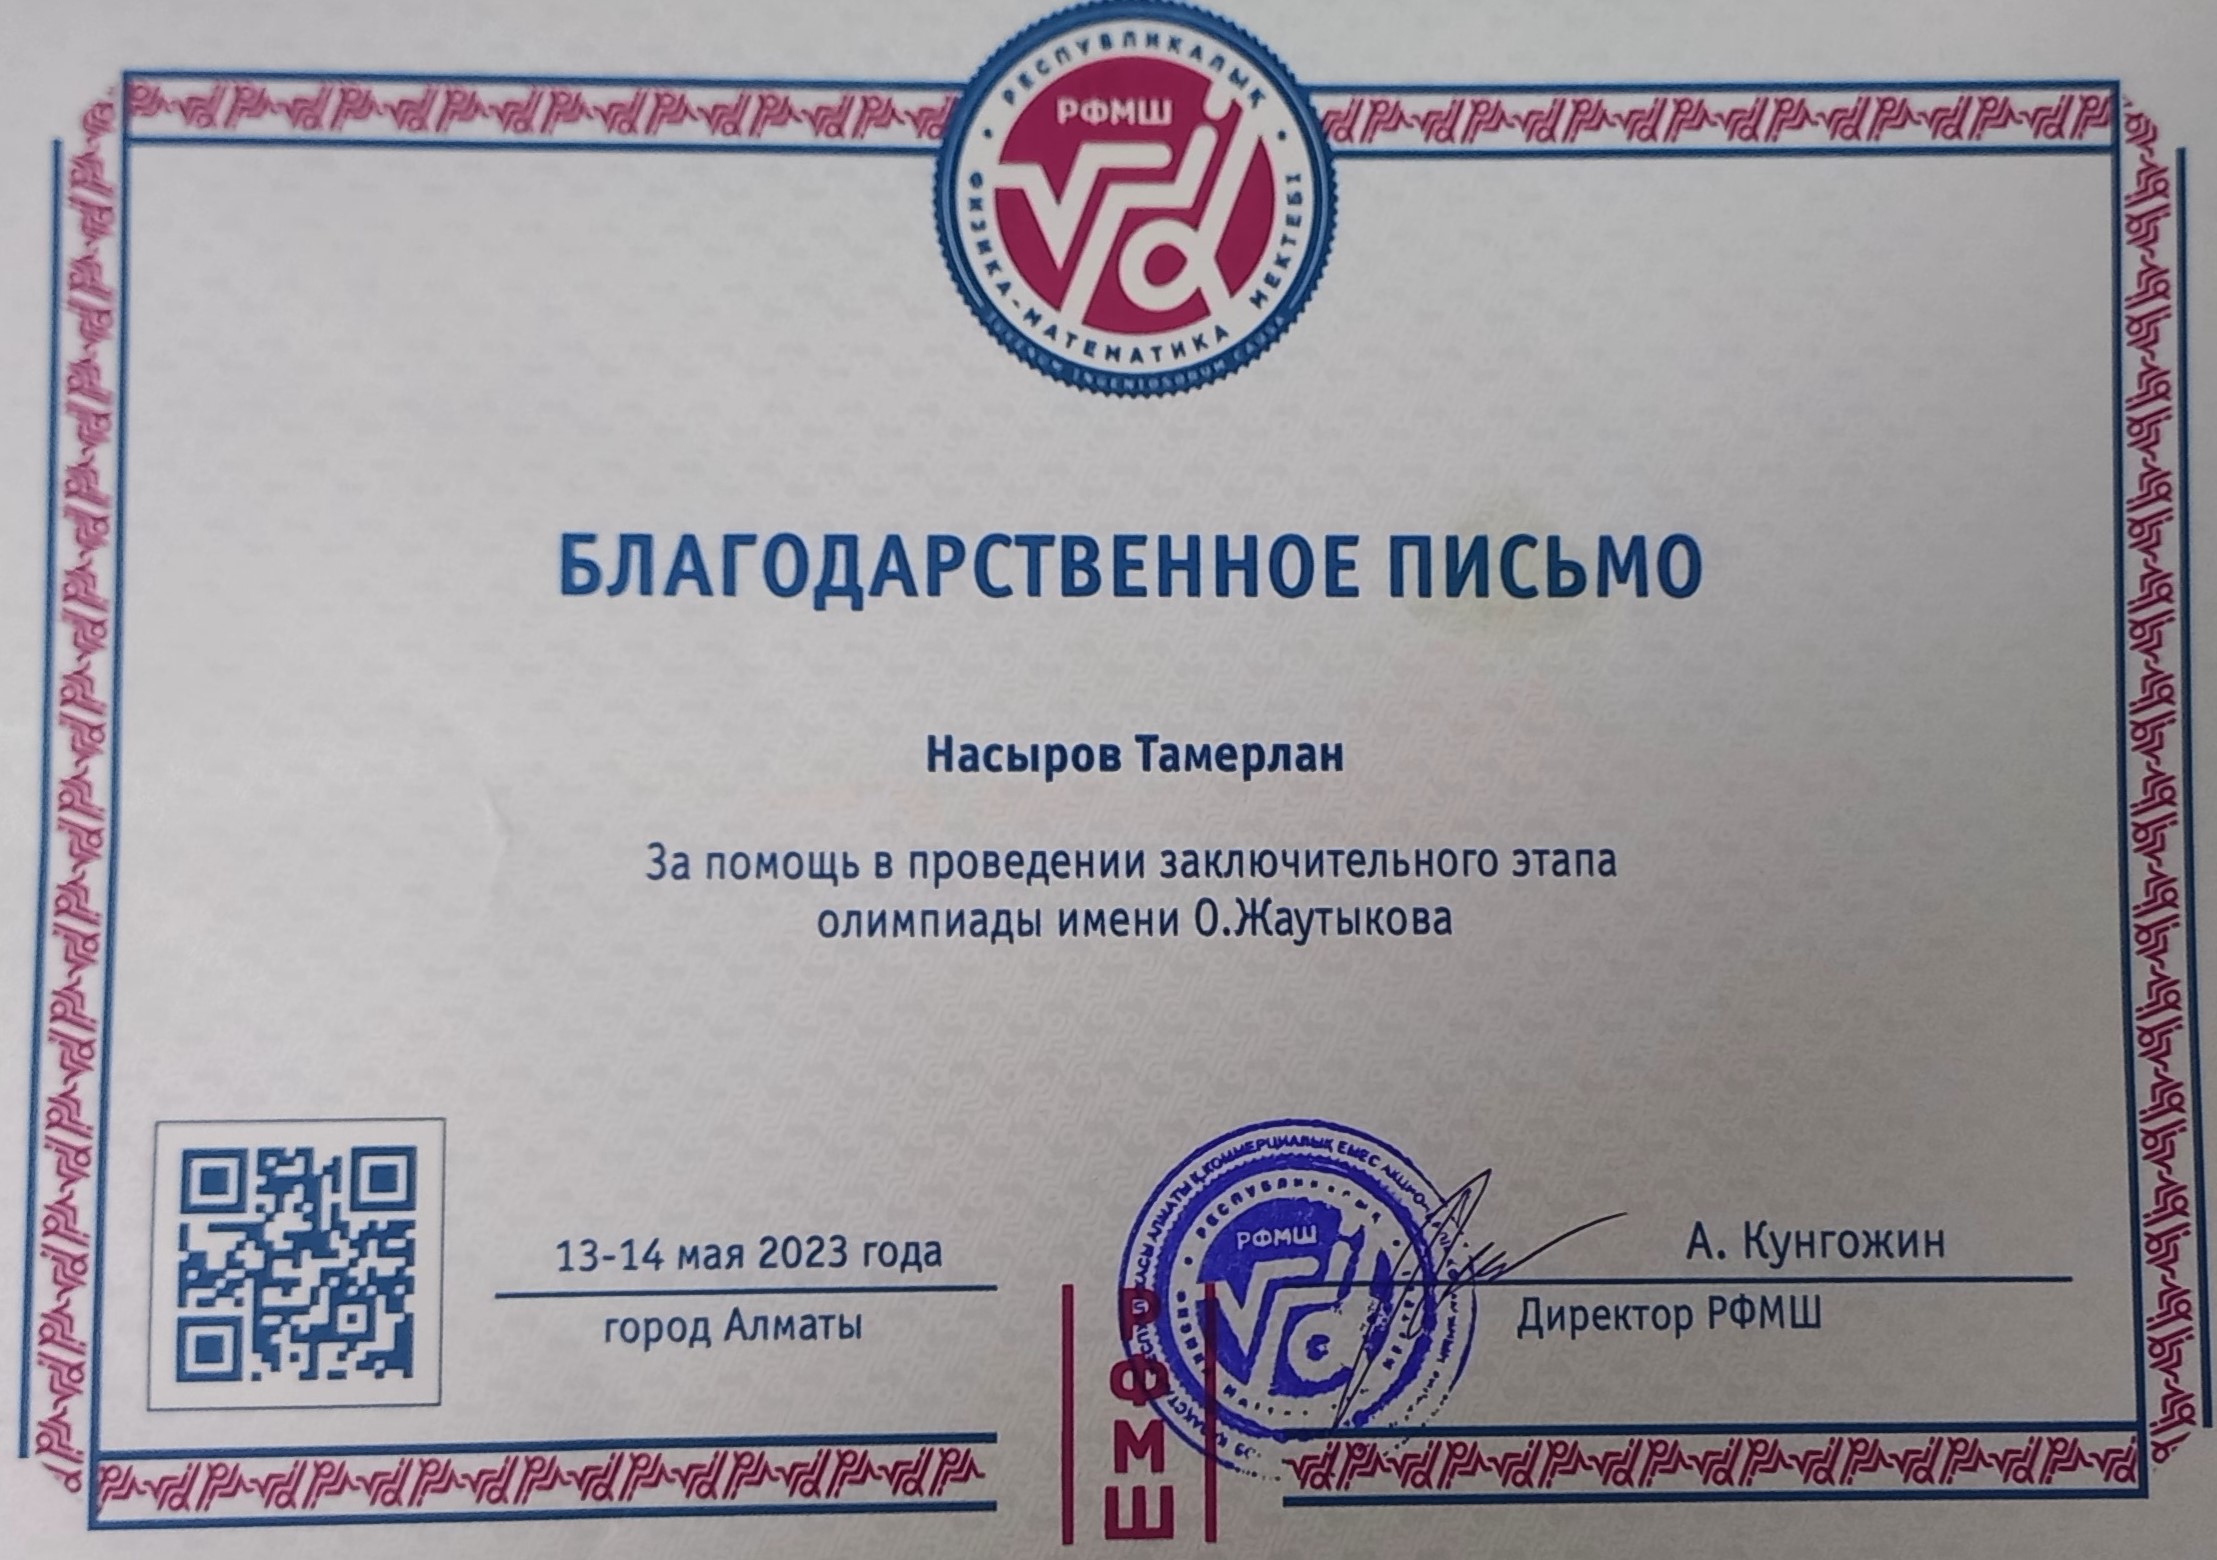 РЕСПУБЛИКАЛЫҚ
ФИЗИКА-МАТЕМАТИКА МЕКТЕБІ
РФМШ
БЛАГОДАРСТВЕННОЕ ПИСЬМО
Насыров Тамерлан
За помощь в проведении заключительного этапа
олимпиады имени О.Жаутыкова
13-14 мая 2023 года
город Алматы
РФМШ
РЕСПУБЛИКАЛЫҚ
РФМШ
А. Кунгожин
Директор РФМШ